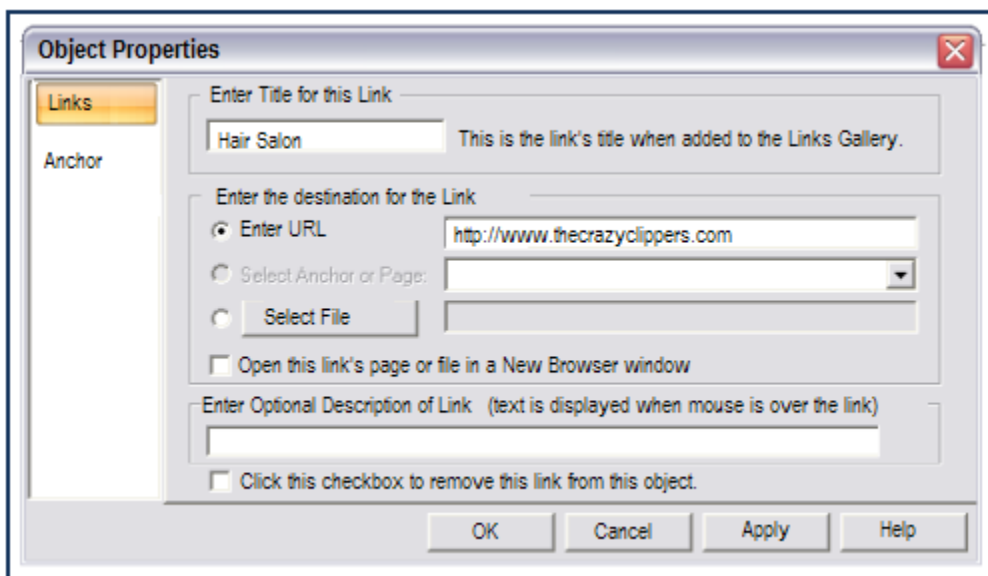 Object Properties
Links
Anchor
Enter Title for this Link
Hair Salon
This is the link's title when added to the Links Gallery.
Enter the destination for the Link
Enter URL
http://www.thecrazyclippers.com
Select Anchor or Page:
Select File
Open this link's page or file in a New Browser window
Enter Optional Description of Link (text is displayed when mouse is over the link)
Click this checkbox to remove this link from this object.
OK
Cancel
Apply
Help